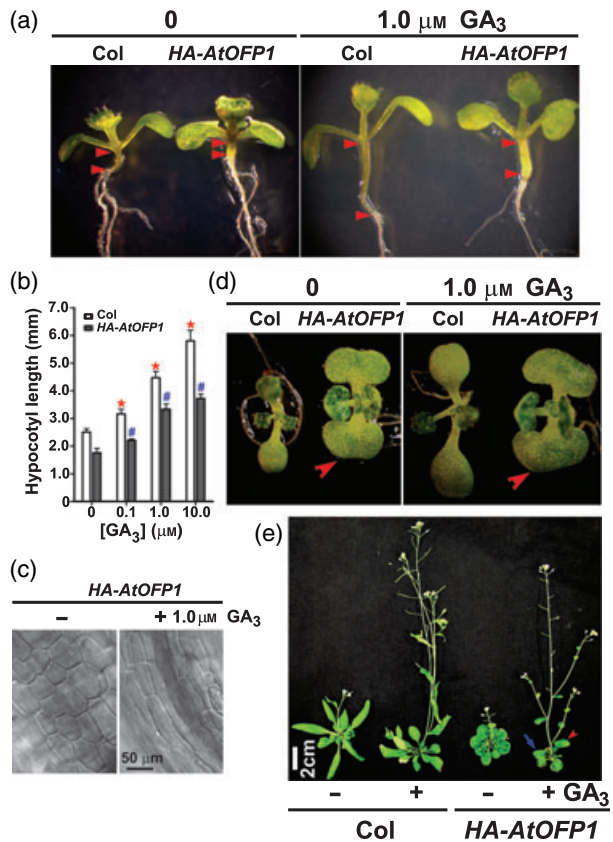 (a)
0
1.0 μM GA3
Col HA-AtOFP1 Col HA-AtOFP1
(b)
Hypocotyl length (mm)
7.0
6.0
5.0
4.0
3.0
2.0
1.0
0
Col
HA-AtOFP1
*
*
*
#
#
#
0 0.1 1.0 10.0
[GA3] (μM)
(c)
HA-AtOFP1
– + 1.0 μM GA3
50 μm
(d)
0
1.0 μM GA3
Col HA-AtOFP1 Col HA-AtOFP1
(e)
2cm
– + – + GA3
Col HA-AtOFP1